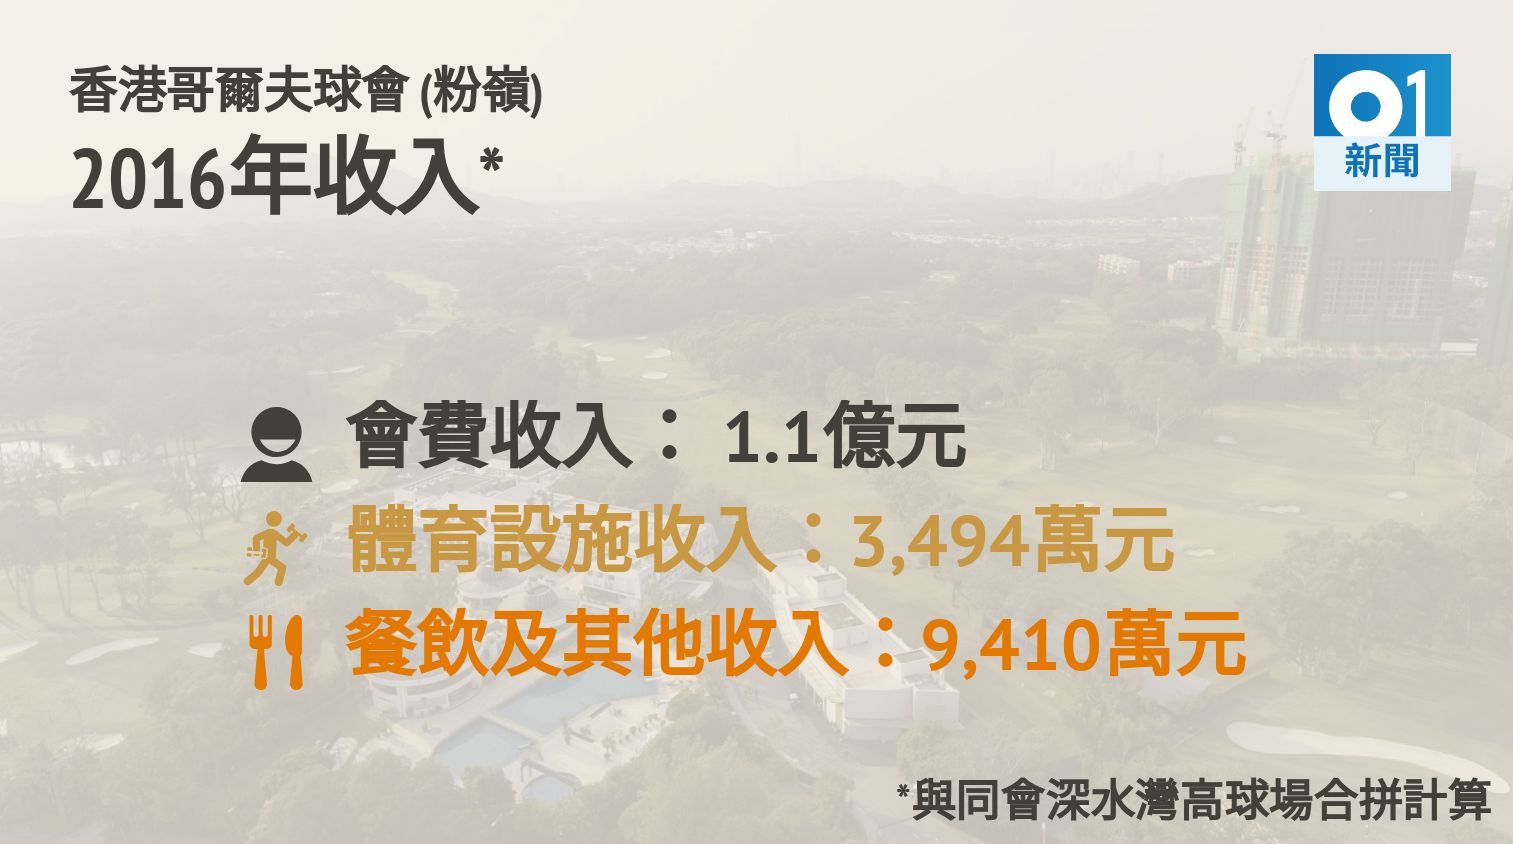 香港哥爾夫球會 (粉嶺)
2016年收入*
01
新聞
會費收入： 1.1億元
體育設施收入：3,494萬元
餐飲及其他收入：9,410萬元
*與同會深水灣高球場合拼計算